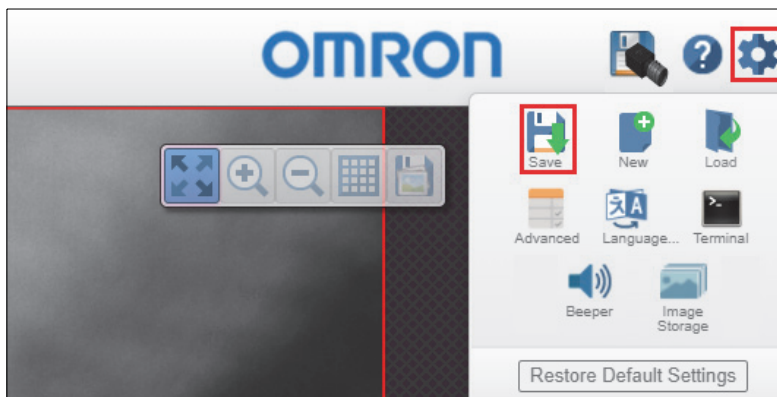 OMRON
?
Save
New
Load
Advanced
Language...
Terminal
Beeper
Image
Storage
Restore Default Settings